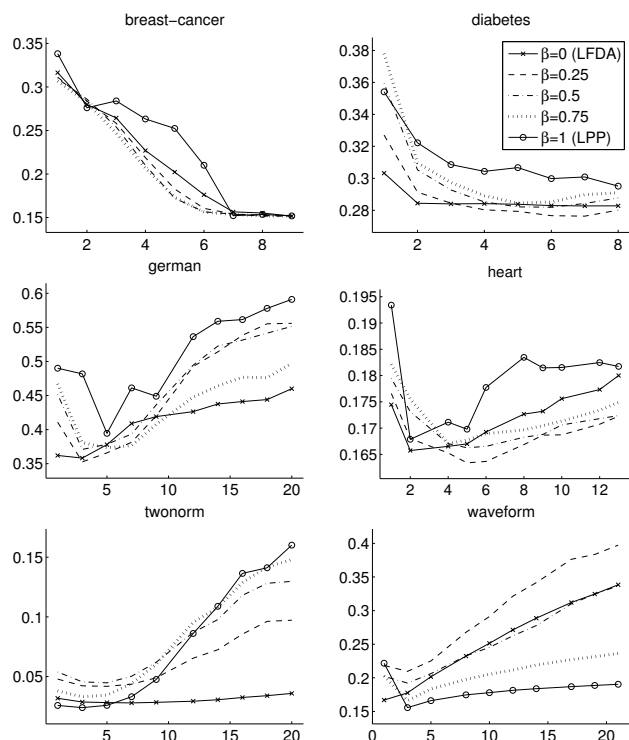 breast−cancer
0.35
0.3
0.25
0.2
0.15
2 4 6 8
diabetes
0.38
0.36
0.34
0.32
0.3
0.28
2 4 6 8
β=0 (LFDA)
β=0.25
β=0.5
β=0.75
β=1 (LPP)
german
0.6
0.55
0.5
0.45
0.4
0.35
5 10 15 20
heart
0.195
0.19
0.185
0.18
0.175
0.17
0.165
2 4 6 8 10 12
twonorm
0.15
0.1
0.05
5 10 15 20
waveform
0.4
0.35
0.3
0.25
0.2
0.15
0 5 10 15 20